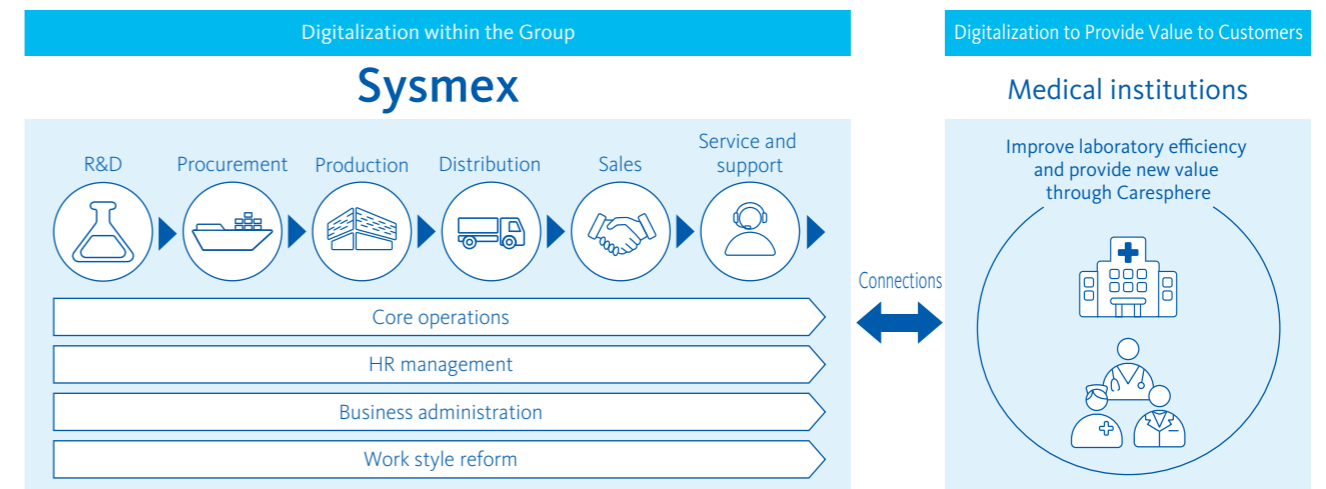 Digitalization within the Group
Digitalization to Provide Value to Customers
Sysmex
Medical institutions
R&D
Procurement
Production
Distribution
Sales
Service and
support
Improve laboratory efficiency
and provide new value
through Caresphere
Connections
Core operations
HR management
Business administration
Work style reform